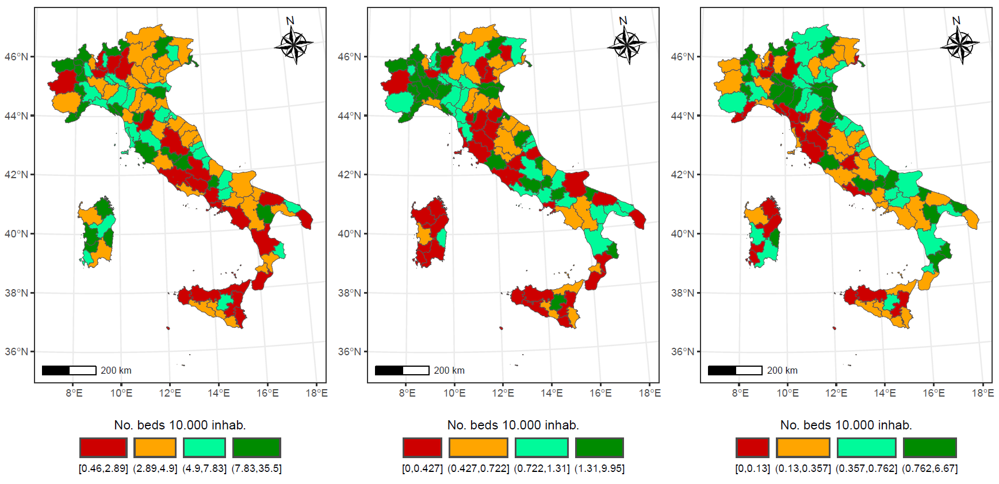 N
46°N
44°N
42°N
40°N
38°N
36°N
200 km
8°E 10°E 12°E 14°E 16°E 18°E
No. beds 10.000 inhab.
[0.46,2.89] (2.89,4.9] (4.9,7.83] (7.83,35.5]
N
46°N
44°N
42°N
40°N
38°N
36°N
200 km
8°E 10°E 12°E 14°E 16°E 18°E
No. beds 10.000 inhab.
[0,0.427] (0.427,0.722] (0.722,1.31] (1.31,9.95]
N
46°N
44°N
42°N
40°N
38°N
36°N
200 km
8°E 10°E 12°E 14°E 16°E 18°E
No. beds 10.000 inhab.
[0,0.13] (0.13,0.357] (0.357,0.762] (0.762,6.67]